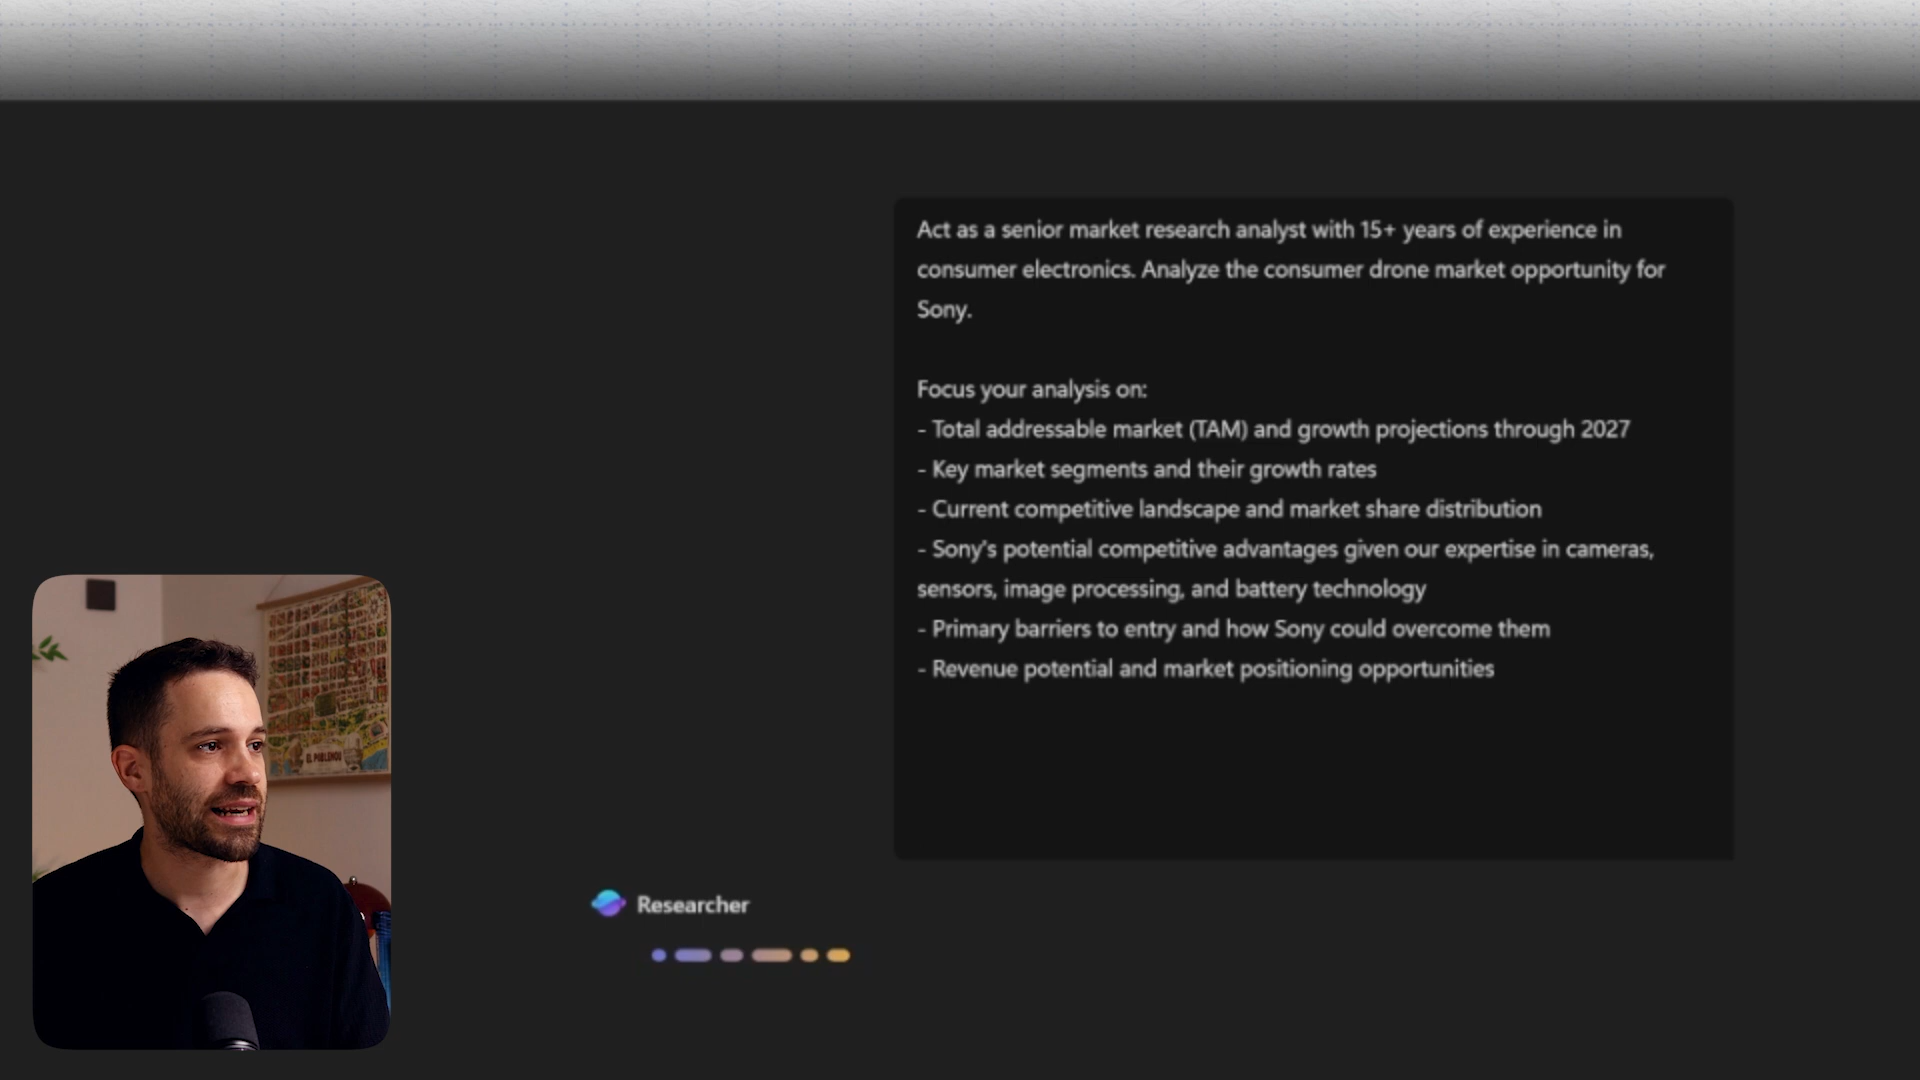 Act as a senior market research analyst with 15+ years of experience in
consumer electronics. Analyze the consumer drone market opportunity for
Sony.
Focus your analysis on:
- Total addressable market (TAM) and growth projections through 2027
- Key market segments and their growth rates
- Current competitive landscape and market share distribution
- Sony's potential competitive advantages given our expertise in cameras,
sensors, image processing, and battery technology
- Primary barriers to entry and how Sony could overcome them
- Revenue potential and market positioning opportunities
EL POBLENOU
Researcher